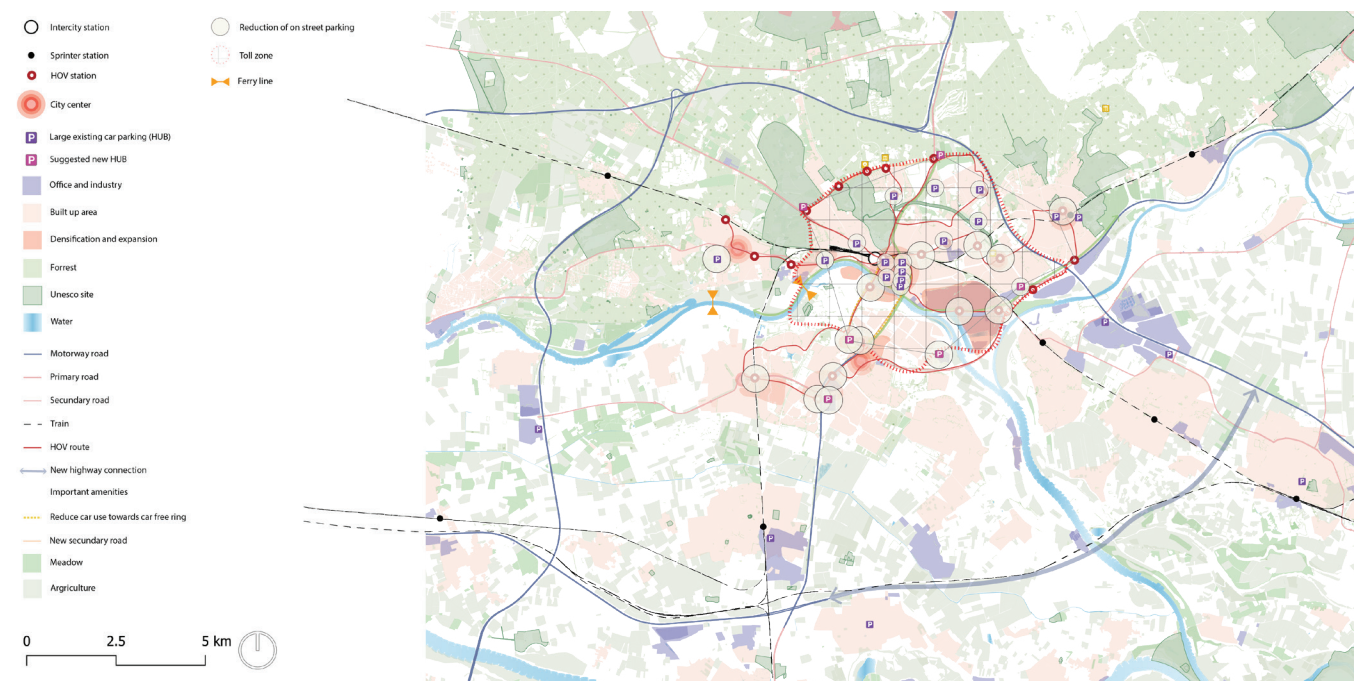 Intercity station
Sprinter station
HOV station
City center
P Large existing car parking (HUB)
P Suggested new HUB
Office and industry
Built up area
Densification and expansion
Forrest
Unesco site
Water
Motorway road
Primary road
Secundary road
Train
HOV route
New highway connection
Important amenities
Reduce car use towards car free ring
New secundary road
Meadow
Argriculture
Reduction of on street parking
Toll zone
Ferry line
0 2.5 5 km